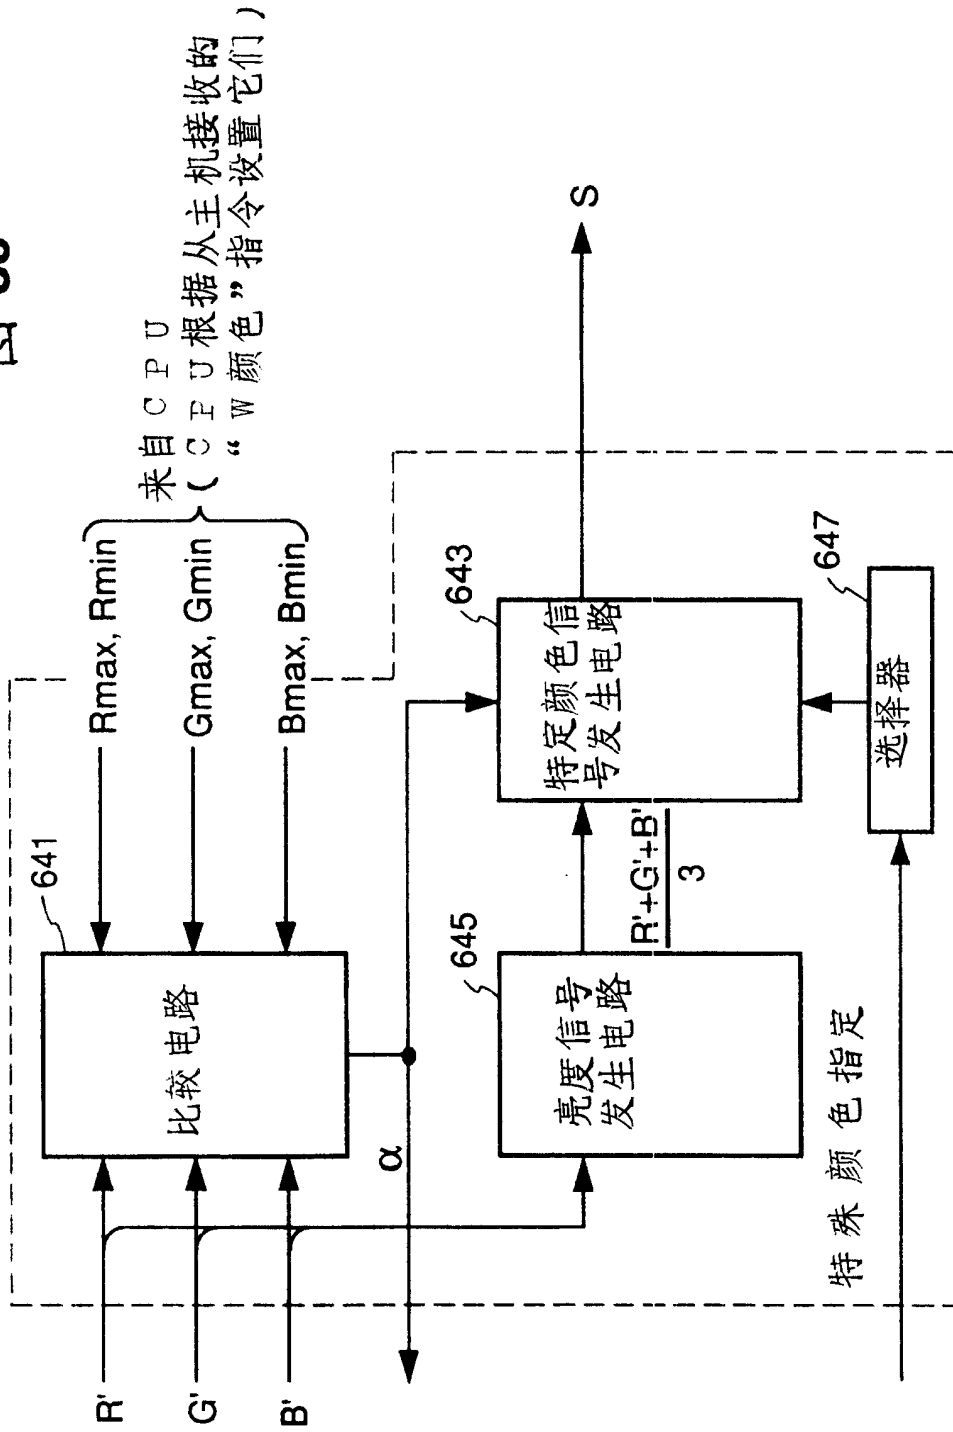 来自CPU
(CPU根据从主机接收的
“W颜色”指令设置它们)
Rmax, Rmin
Gmax, Gmin
Bmax, Bmin
641
比较电路
R'
G'
B'
α
643
特定颜色信
号发生电路
S
645
亮度信号
发生电路
R'+G'+B'
3
647
选择器
特殊颜色指定